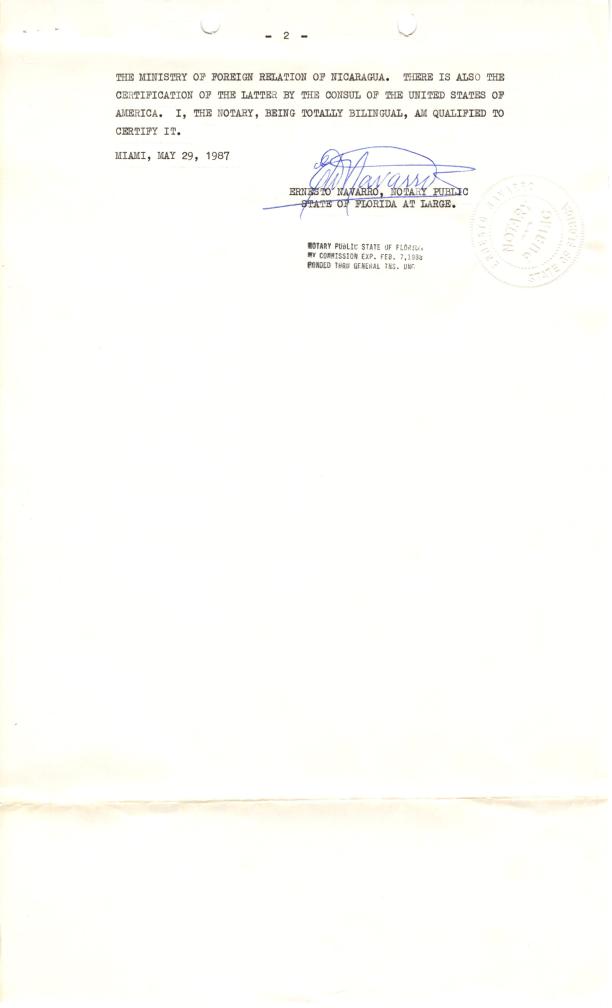 - 2 -
THE MINISTRY OF FOREIGN RELATION OF NICARAGUA. THERE IS ALSO THE
CERTIFICATION OF THE LATTER BY THE CONSUL OF THE UNITED STATES OF
AMERICA. I, THE NOTARY, BEING TOTALLY BILINGUAL, AM QUALIFIED TO
CERTIFY IT.
MIAMI, MAY 29, 1987
ERNESTO NAVARRO, NOTARY PUBLIC
STATE OF FLORIDA AT LARGE.
NOTARY PUBLIC STATE OF FLORIDA
MY COMMISSION EXP. FEB. 7,1988
BONDED THRU GENERAL INS. UND.
ERNESTO NAVARRO
NOTARY
PUBLIC
STATE OF FLORIDA